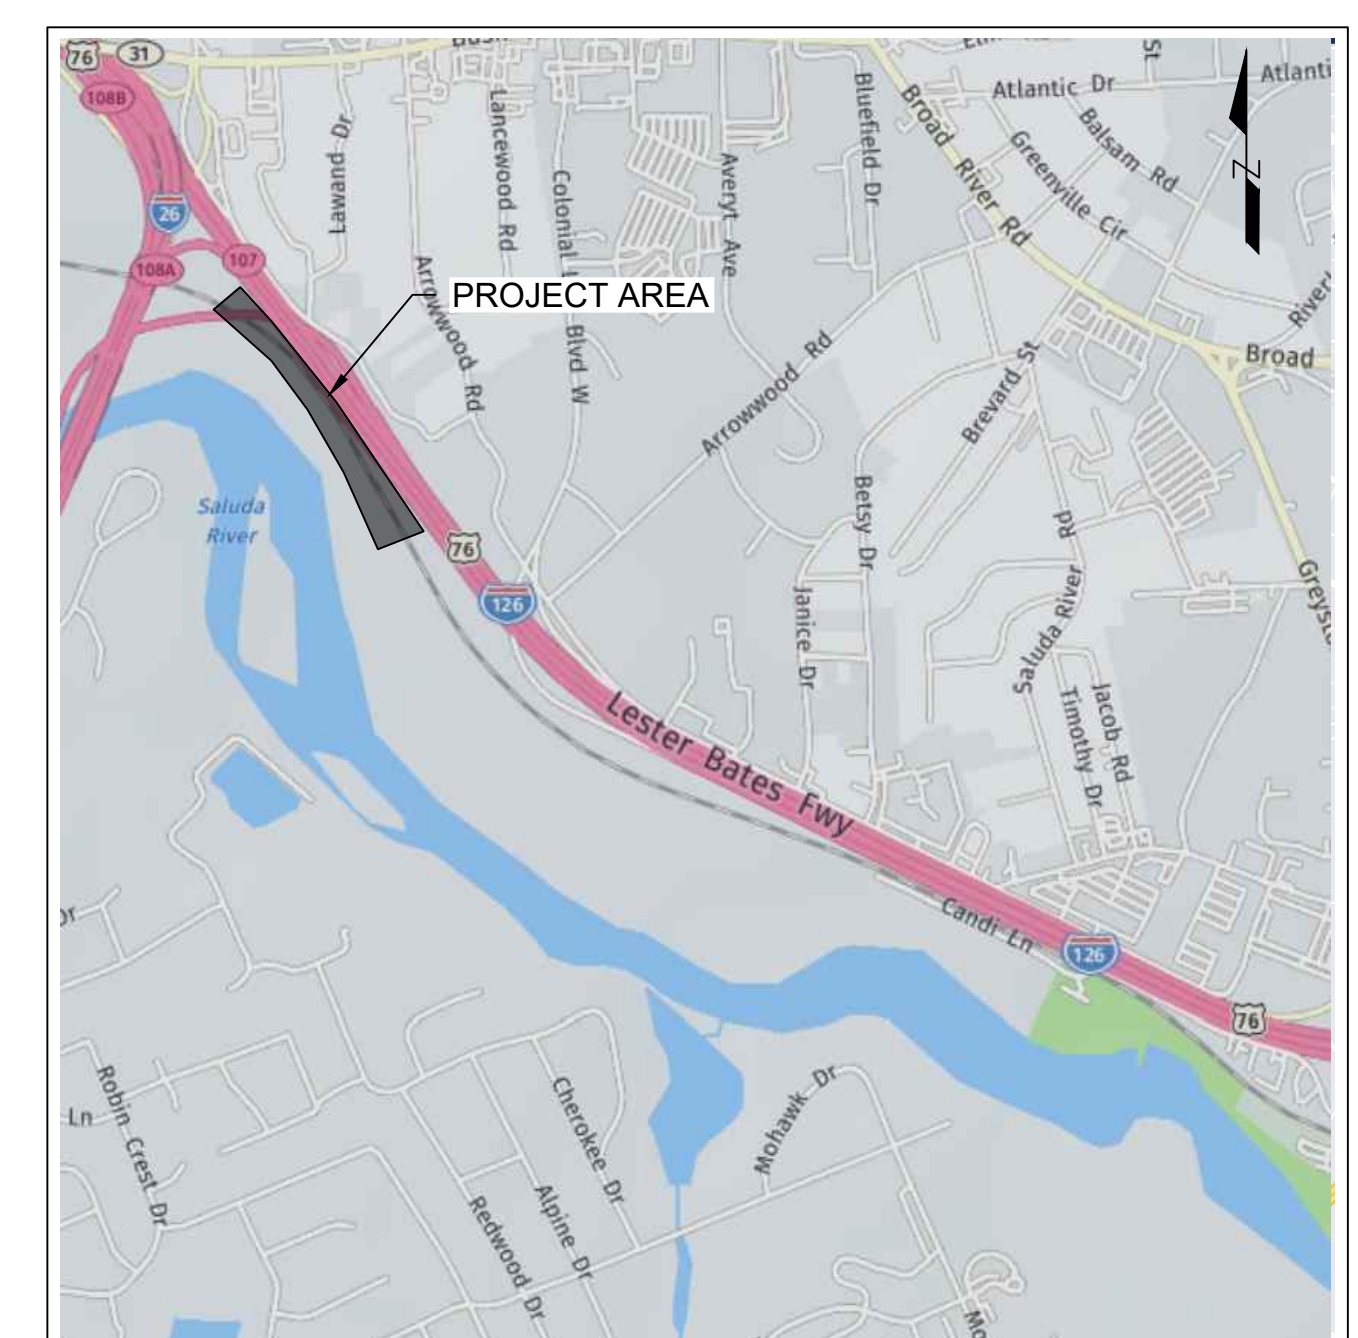 76
31
108B
Atlantic Dr
Lawand Dr
Lancewood Rd
Bluefield Dr
Broad River Rd
Balsam Rd
Greenville Cir
Averyt Ave
Colonial
Blvd W
26
107
108A
Arrowwood Rd
PROJECT AREA
N
Broad
Arrowwood Rd
Brevard St
Saluda
River
Betsy Dr
Rd
76
126
Janice Dr
Saluda River
Lester Bates Fwy
Jacob Rd
Timothy Dr
Candi Ln
126
76
Robin Crest Dr
Ln
Cherokee Dr
Mohawk Dr
Alpine Dr
Redwood Dr